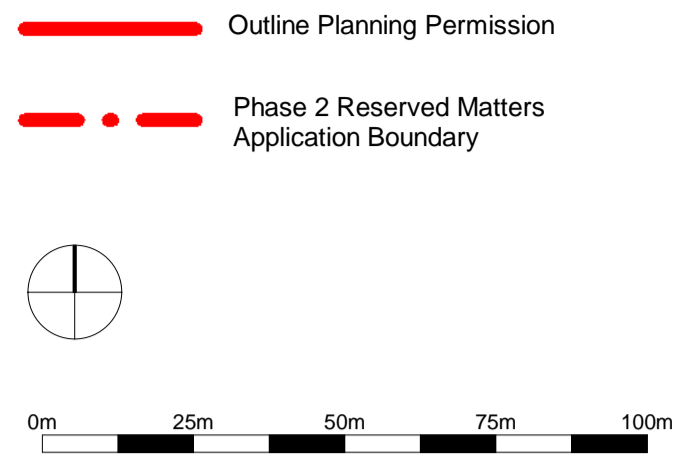 Outline Planning Permission
Phase 2 Reserved Matters
Application Boundary
0m 25m 50m 75m 100m